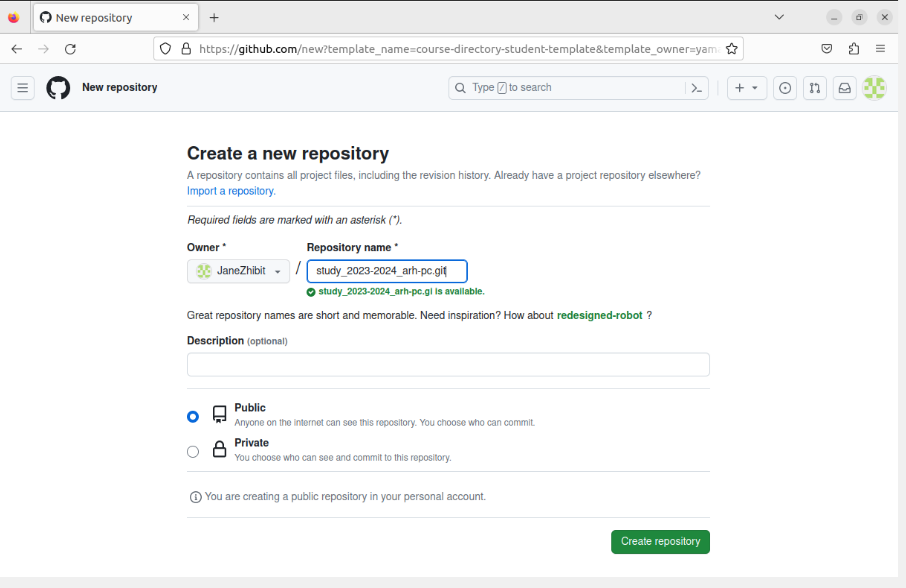 New repository
https://github.com/new?template_name=course-directory-student-template&template_owner=yam
New repository
Type / to search
Create a new repository
A repository contains all project files, including the revision history. Already have a project repository elsewhere?
Import a repository.
Required fields are marked with an asterisk (*).
Owner * Repository name *
JaneZhibit / study_2023-2024_arh-pc.git
study_2023-2024_arh-pc.gi is available.
Great repository names are short and memorable. Need inspiration? How about redesigned-robot ?
Description (optional)
Public
Anyone on the internet can see this repository. You choose who can commit.
Private
You choose who can see and commit to this repository.
You are creating a public repository in your personal account.
Create repository